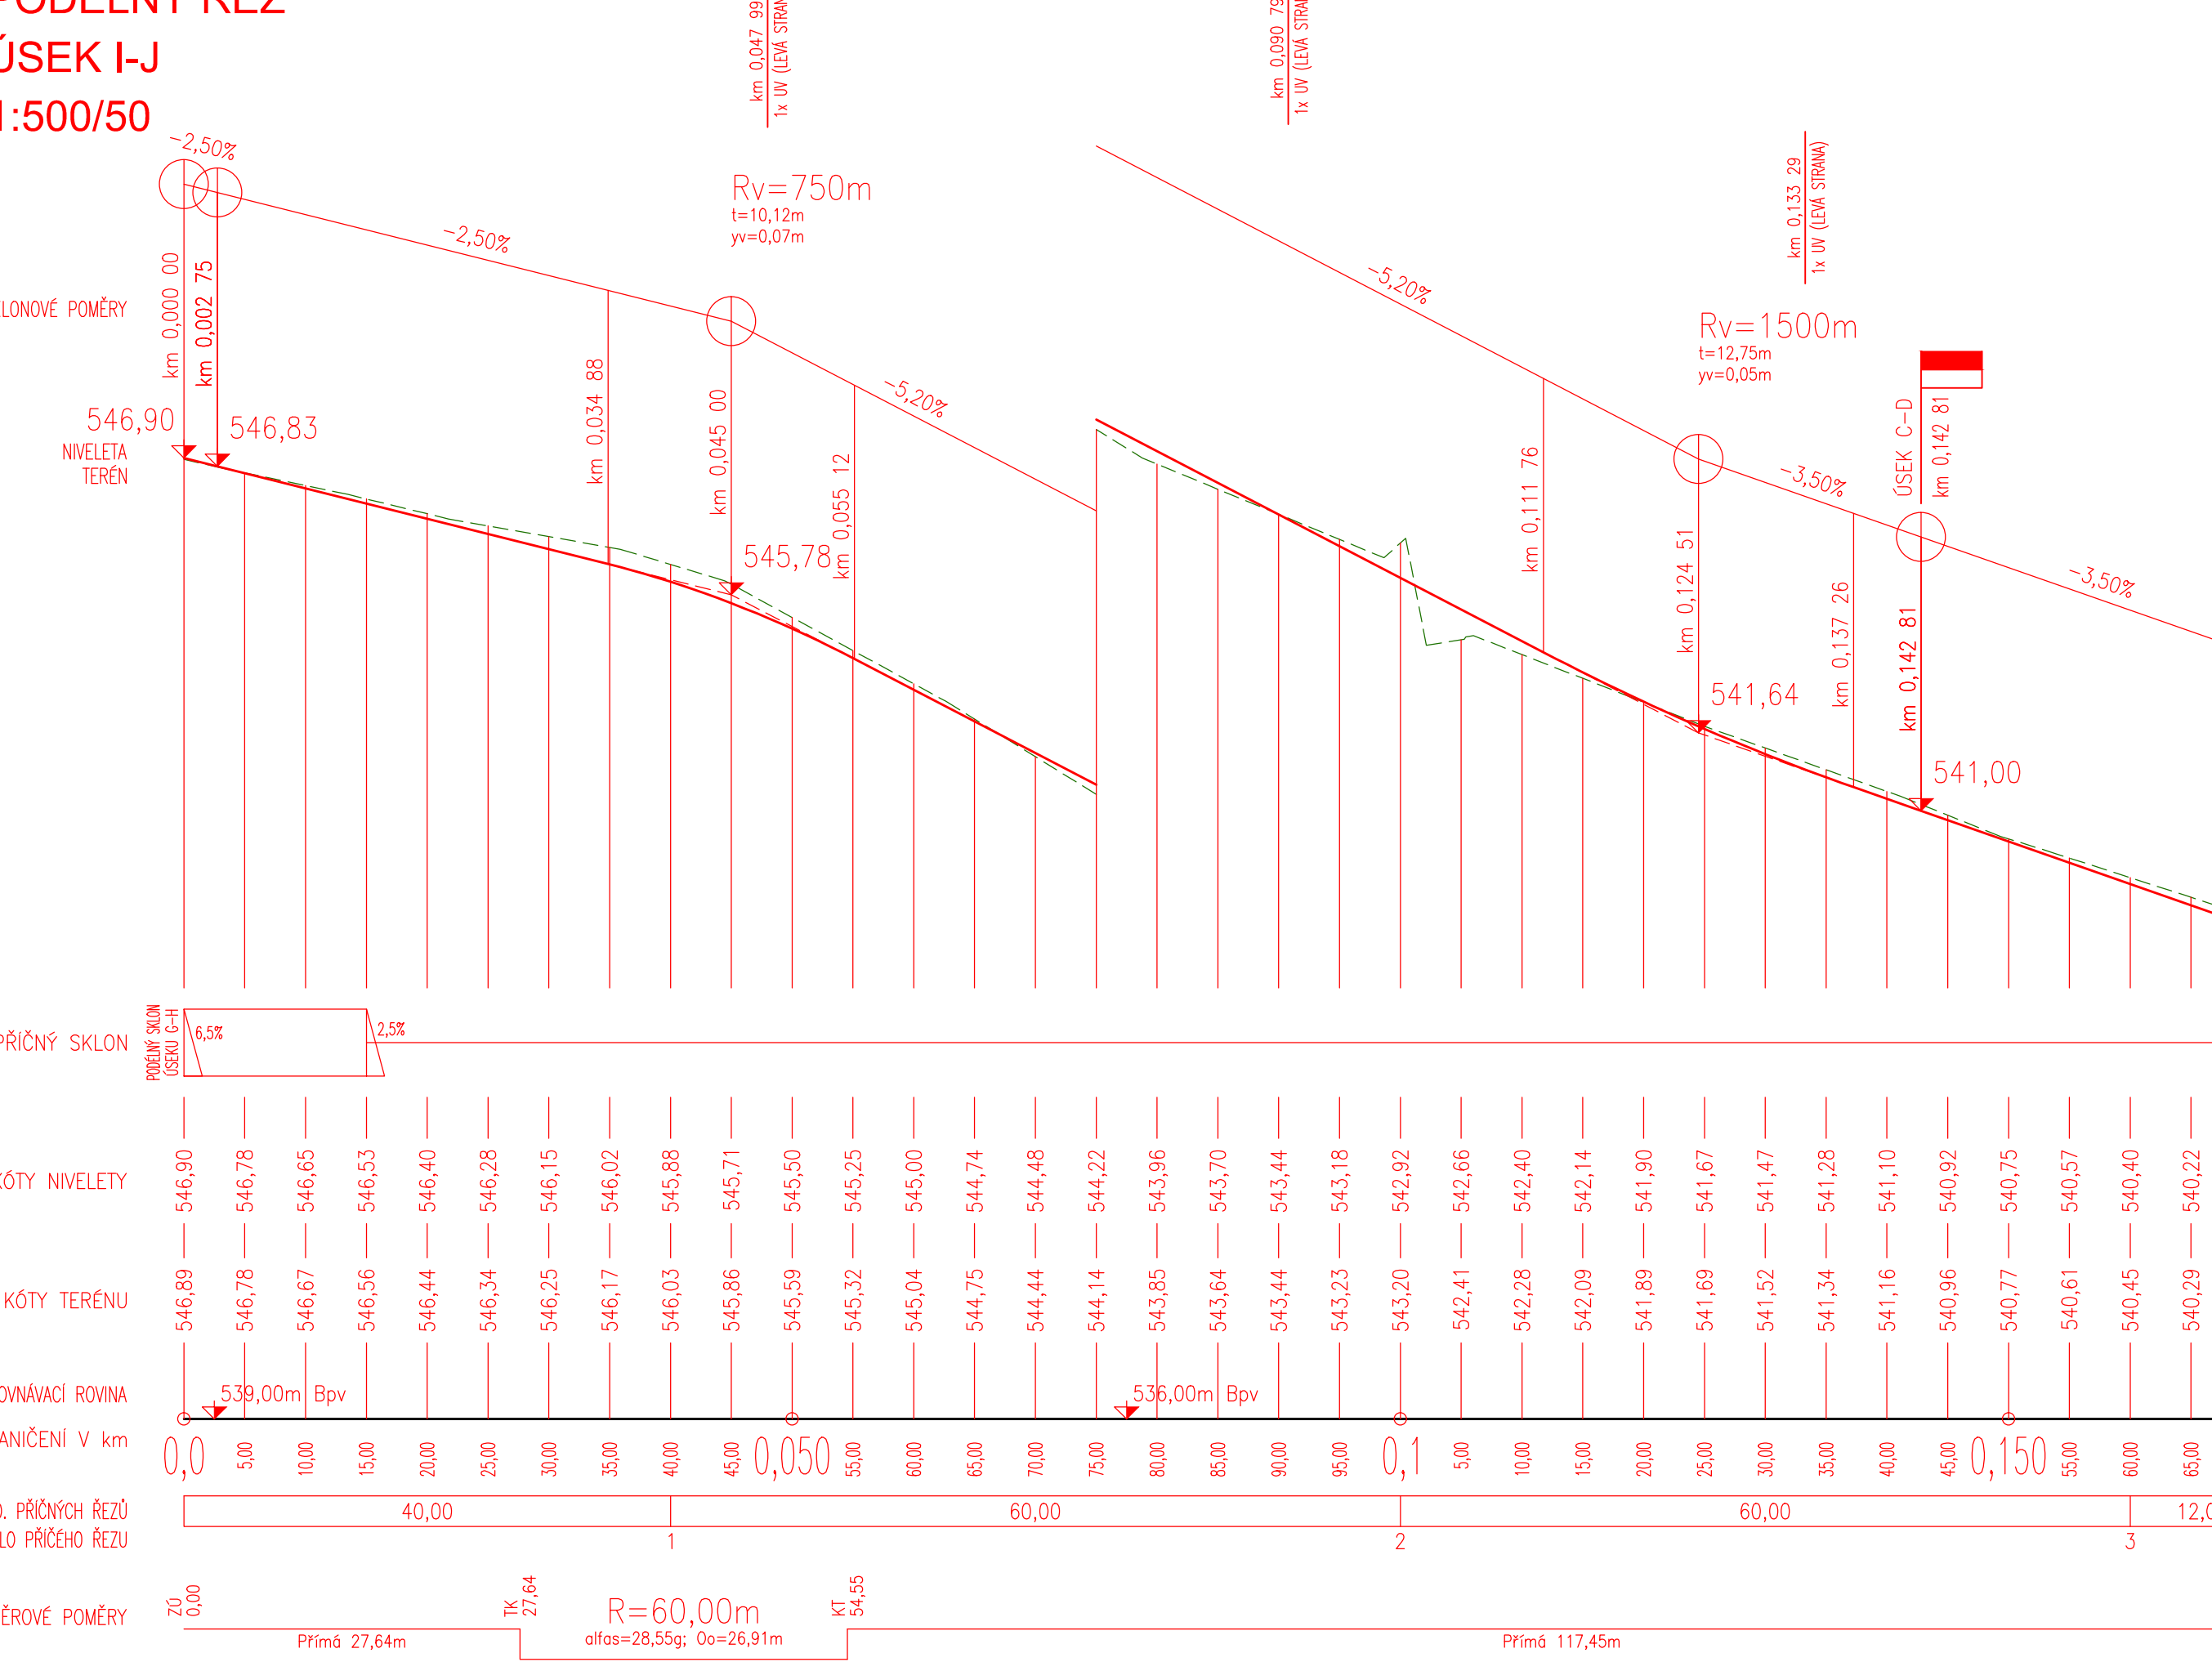 ÚSEK I-J
1:500/50
km 0,047 99
1x UV (LEVÁ STRAN
km 0,090 79
1x UV (LEVÁ STRAN
km 0,133 29
1x UV (LEVÁ STRANA)
-2,50%
-2,50%
Rv=750m
t=10,12m
yv=0,07m
-5,20%
-5,20%
Rv=1500m
t=12,75m
yv=0,05m
-3,50%
-3,50%
LONOVÉ POMĚRY
km 0,000 00
km 0,002 75
km 0,034 88
km 0,045 00
km 0,055 12
km 0,111 76
km 0,124 51
km 0,137 26
ÚSEK C-D
km 0,142 81
km 0,142 81
546,90
546,83
545,78
541,64
541,00
NIVELETA
TERÉN
PŘÍČNÝ SKLON
PODÉLNÝ SKLON
ÚSEKU G-H
6,5%
2,5%
KÓTY NIVELETY
546,90 546,78 546,65 546,53 546,40 546,28 546,15 546,02 545,88 545,71 545,50 545,25 545,00 544,74 544,48 544,22 543,96 543,70 543,44 543,18 542,92 542,66 542,40 542,14 541,90 541,67 541,47 541,28 541,10 540,92 540,75 540,57 540,40 540,22
KÓTY TERÉNU
546,89 546,78 546,67 546,56 546,44 546,34 546,25 546,17 546,03 545,86 545,59 545,32 545,04 544,75 544,44 544,14 543,85 543,64 543,44 543,23 543,20 542,41 542,28 542,09 541,89 541,69 541,52 541,34 541,16 540,96 540,77 540,61 540,45 540,29
OVNÁVACÍ ROVINA
539,00m Bpv
536,00m Bpv
ANIČENÍ V km
0,0 5,00 10,00 15,00 20,00 25,00 30,00 35,00 40,00 45,00 0,050 55,00 60,00 65,00 70,00 75,00 80,00 85,00 90,00 95,00 0,1 5,00 10,00 15,00 20,00 25,00 30,00 35,00 40,00 45,00 0,150 55,00 60,00 65,00
. PŘÍČNÝCH ŘEZŮ
40,00 60,00 60,00 12,0
LO PŘÍČÉHO ŘEZU
1 2 3
ĚROVÉ POMĚRY
ZÚ
0,00
TK
27,64
KT
54,55
R=60,00m
alfas=28,55g; Oo=26,91m
Přímá 27,64m
Přímá 117,45m